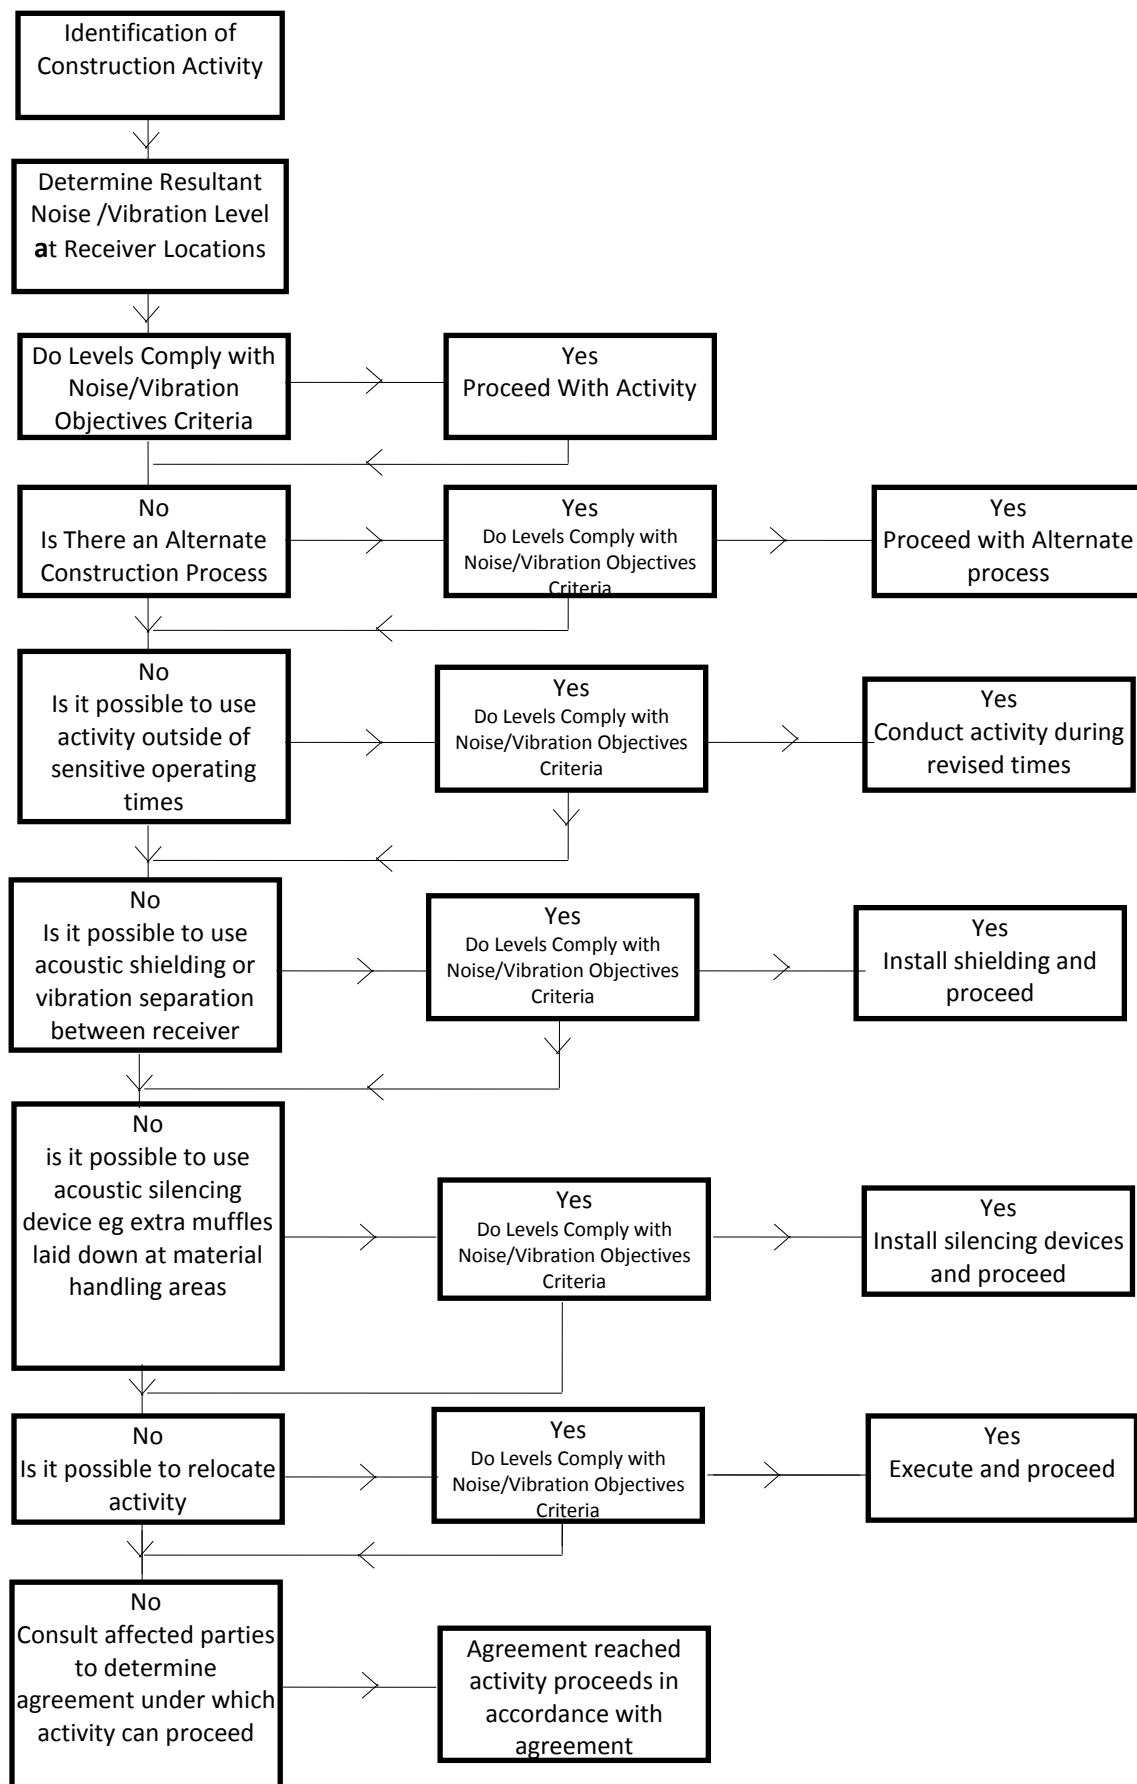 Identification of
Construction Activity
Determine Resultant
Noise /Vibration Level
at Receiver Locations
Do Levels Comply with
Noise/Vibration
Objectives Criteria
Yes
Proceed With Activity
No
Is There an Alternate
Construction Process
Yes
Do Levels Comply with
Noise/Vibration Objectives
Criteria
Yes
Proceed with Alternate
process
No
Is it possible to use
activity outside of
sensitive operating
times
Yes
Do Levels Comply with
Noise/Vibration Objectives
Criteria
Yes
Conduct activity during
revised times
No
Is it possible to use
acoustic shielding or
vibration separation
between receiver
Yes
Do Levels Comply with
Noise/Vibration Objectives
Criteria
Yes
Install shielding and
proceed
No
is it possible to use
acoustic silencing
device eg extra muffles
laid down at material
handling areas
Yes
Do Levels Comply with
Noise/Vibration Objectives
Criteria
Yes
Install silencing devices
and proceed
No
Is it possible to relocate
activity
Yes
Do Levels Comply with
Noise/Vibration Objectives
Criteria
Yes
Execute and proceed
No
Consult affected parties
to determine
agreement under which
activity can proceed
Agreement reached
activity proceeds in
accordance with
agreement